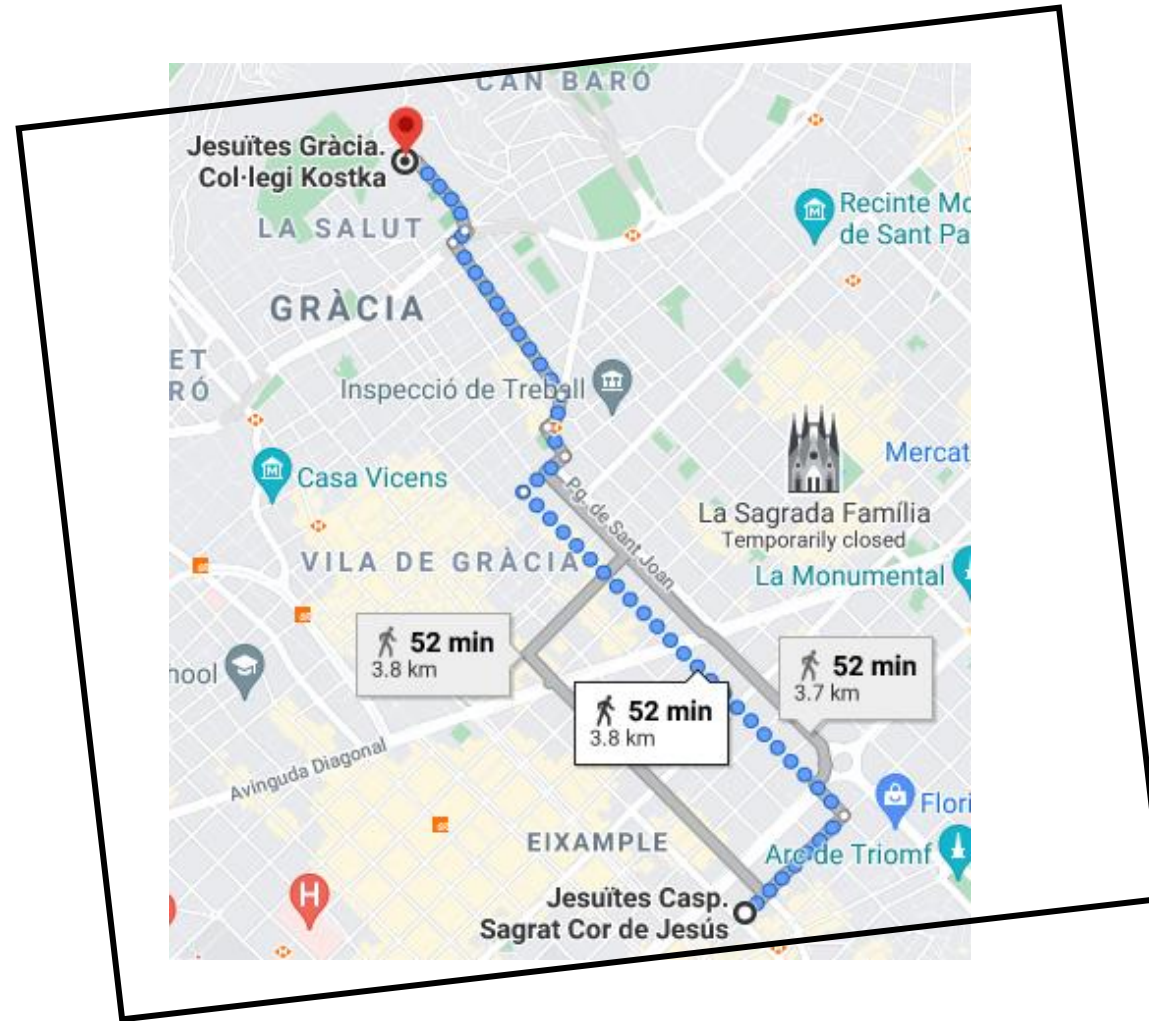 CAN BARÓ
Jesuïtes Gràcia.
Col·legi Kostka
Recinte Mo
de Sant Pa
LA SALUT
GRÀCIA
ET
RÓ
Inspecció de Treball
Casa Vicens
Mercat
Pg. de Sant Joan
La Sagrada Família
Temporarily closed
VILA DE GRÀCIA
La Monumental
52 min
3.8 km
52 min
3.7 km
hool
52 min
3.8 km
Avinguda Diagonal
Flori
EIXAMPLE
Arc de Triomf
H
Jesuïtes Casp.
Sagrat Cor de Jesús